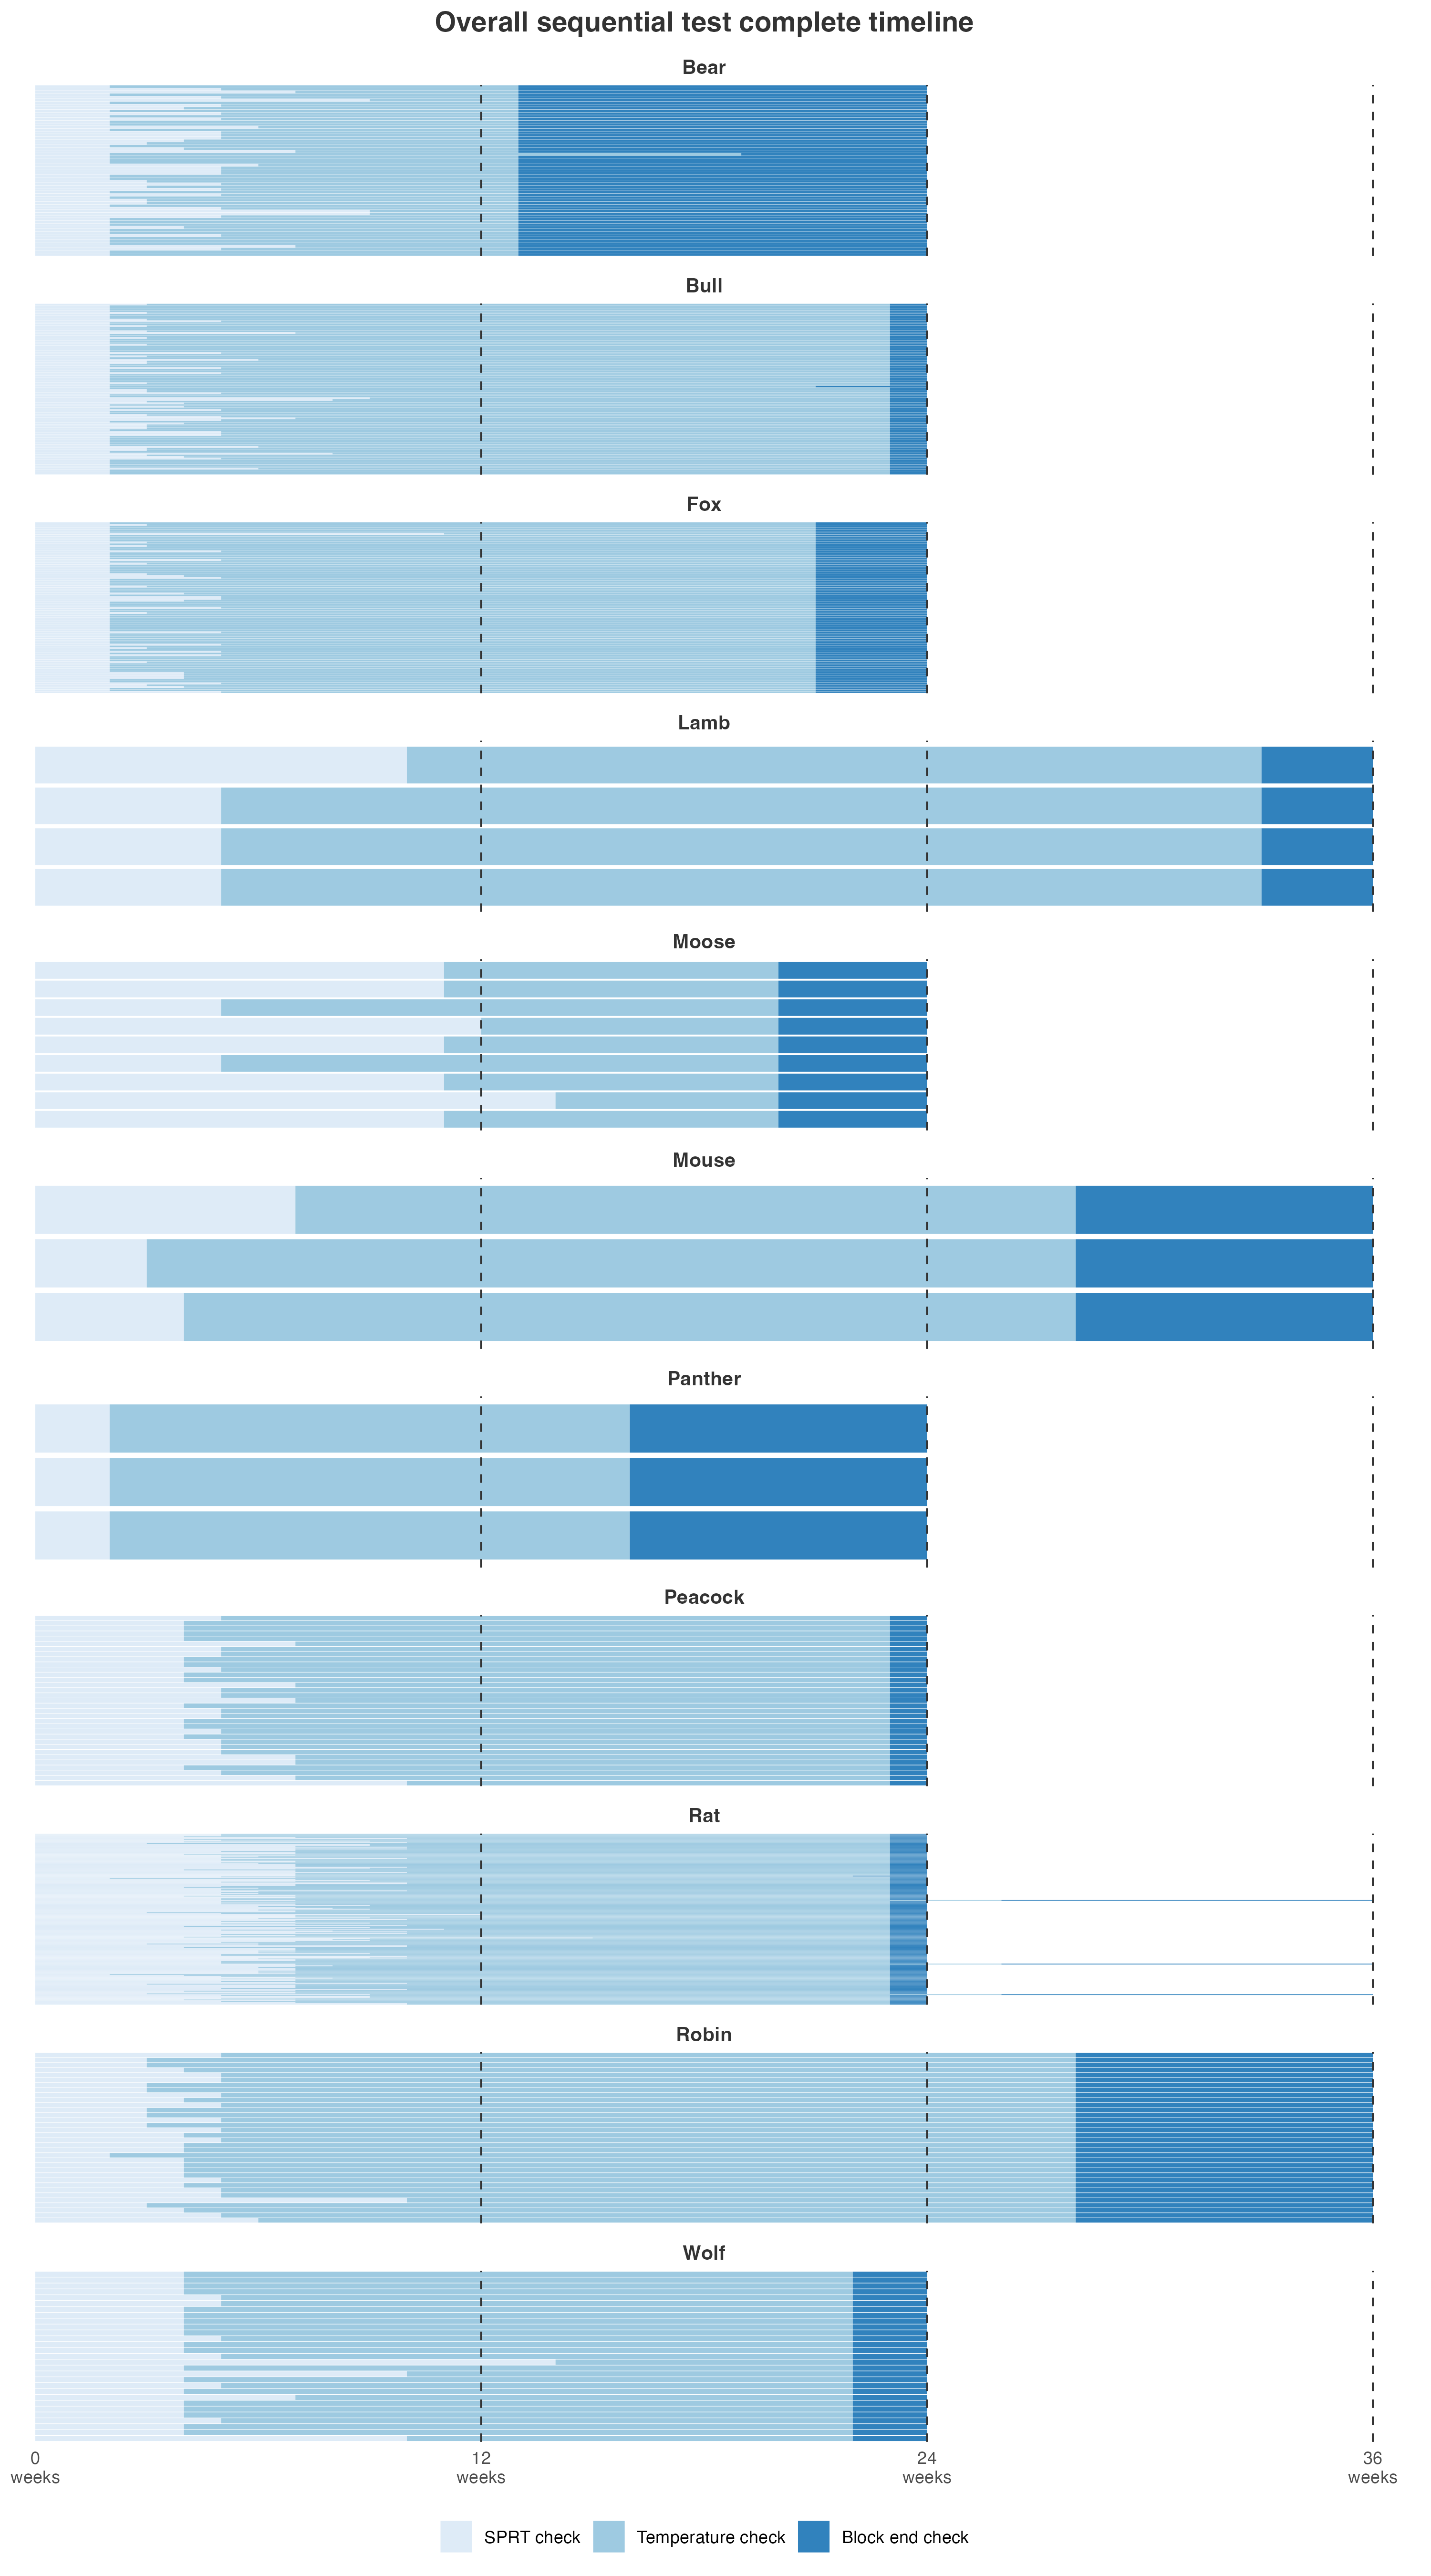 Overall sequential test complete timeline
Bear
Bull
Fox
Lamb
Moose
Mouse
Panther
Peacock
Rat
Robin
Wolf
0 12 24 36
weeks weeks weeks weeks
SPRT check Temperature check Block end check